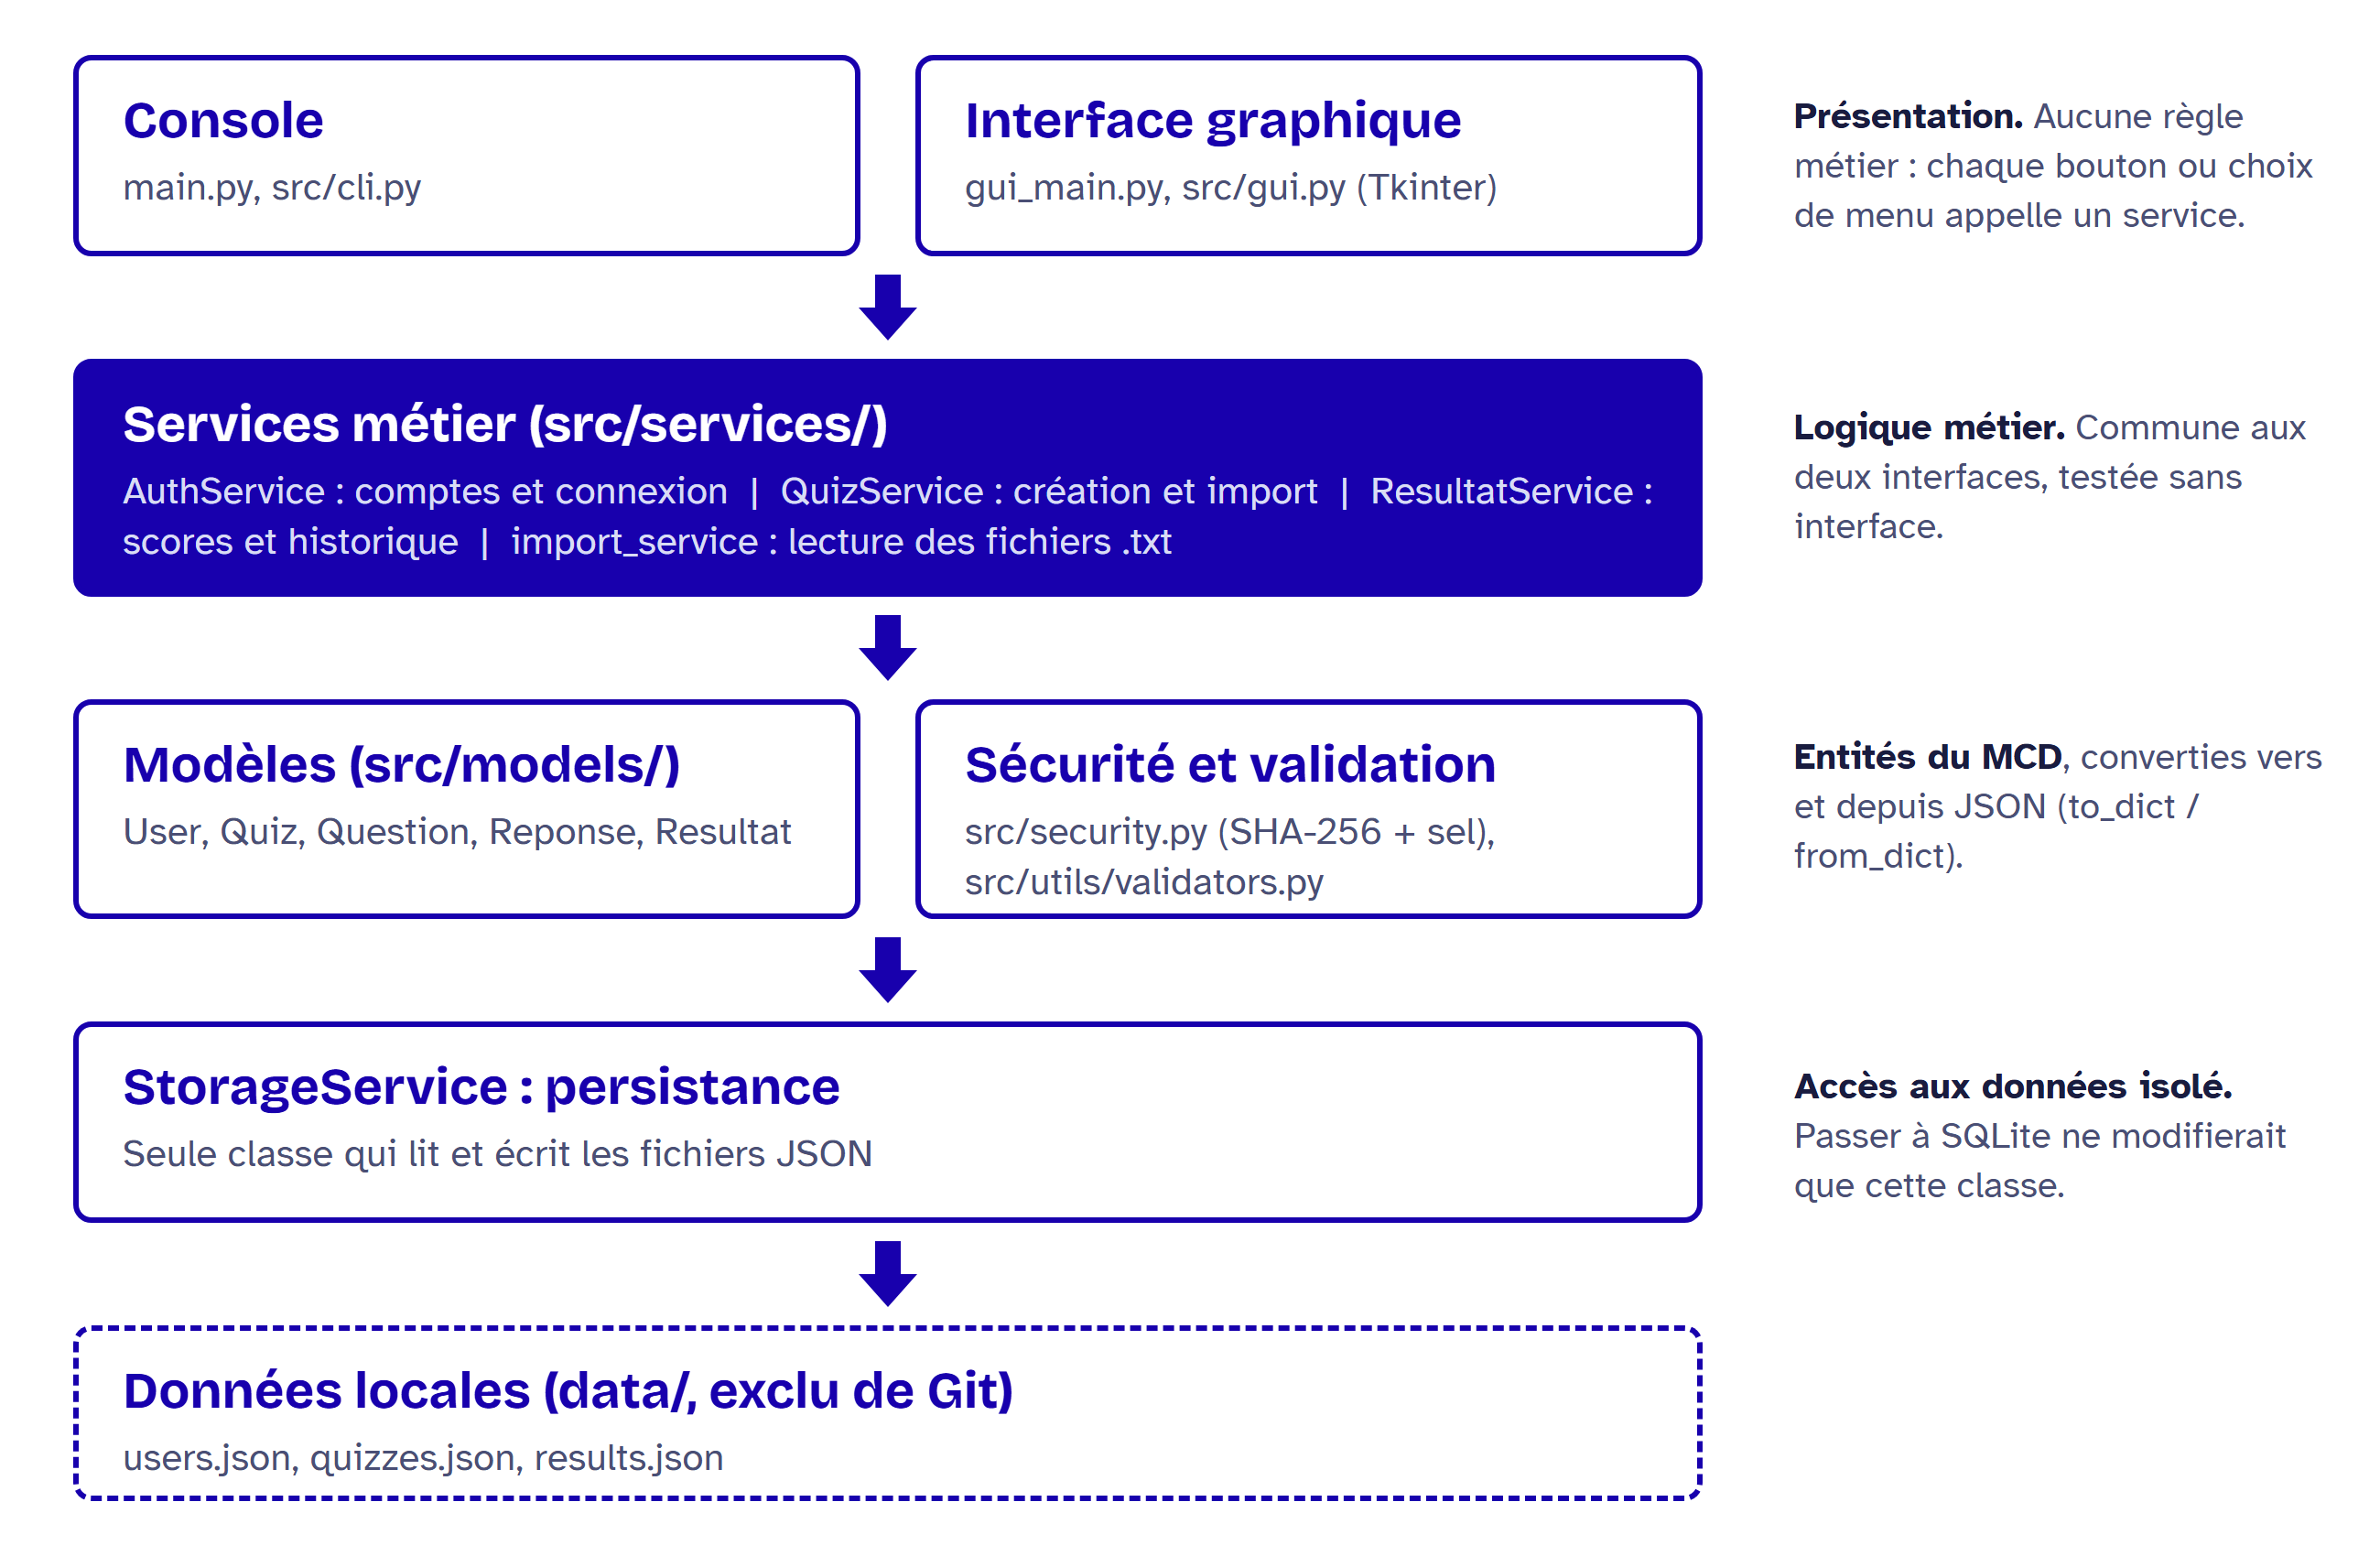 Console
main.py, src/cli.py
Interface graphique
gui_main.py, src/gui.py (Tkinter)
Présentation. Aucune règle
métier : chaque bouton ou choix
de menu appelle un service.
Services métier (src/services/)
AuthService : comptes et connexion | QuizService : création et import | ResultatService :
scores et historique | import_service : lecture des fichiers .txt
Logique métier. Commune aux
deux interfaces, testée sans
interface.
Modèles (src/models/)
User, Quiz, Question, Reponse, Resultat
Sécurité et validation
src/security.py (SHA-256 + sel),
src/utils/validators.py
Entités du MCD, converties vers
et depuis JSON (to_dict /
from_dict).
StorageService : persistance
Seule classe qui lit et écrit les fichiers JSON
Accès aux données isolé.
Passer à SQLite ne modifierait
que cette classe.
Données locales (data/, exclu de Git)
users.json, quizzes.json, results.json